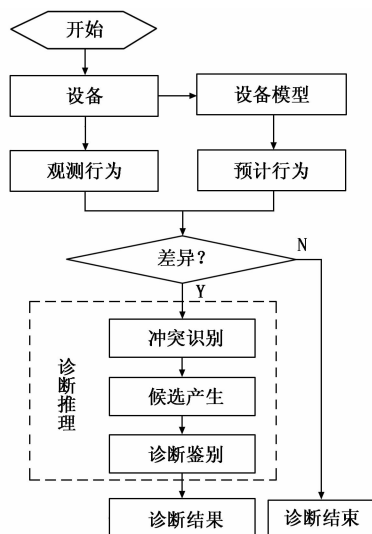 开始
设备
设备模型
观测行为
预计行为
差异?
N
Y
诊断推理
冲突识别
候选产生
诊断鉴别
诊断结果
诊断结束